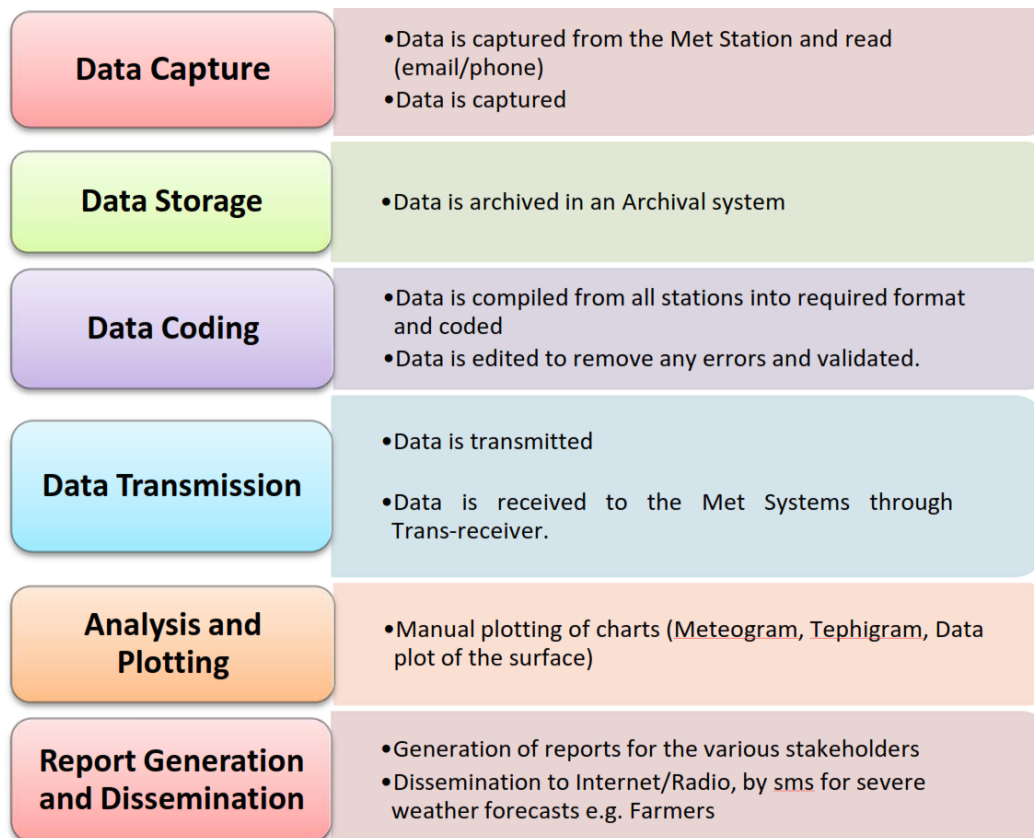 Data Capture
•Data is captured from the Met Station and read
(email/phone)
•Data is captured
Data Storage
•Data is archived in an Archival system
Data Coding
•Data is compiled from all stations into required format
and coded
•Data is edited to remove any errors and validated.
Data Transmission
•Data is transmitted
•Data is received to the Met Systems through
Trans-receiver.
Analysis and
Plotting
•Manual plotting of charts (Meteogram, Tephigram, Data
plot of the surface)
Report Generation
and Dissemination
•Generation of reports for the various stakeholders
•Dissemination to Internet/Radio, by sms for severe
weather forecasts e.g. Farmers